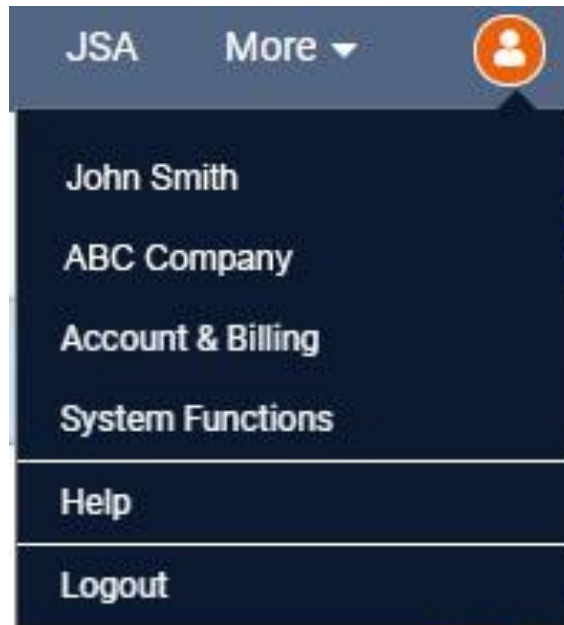 JSA More
John Smith
ABC Company
Account & Billing
System Functions
Help
Logout